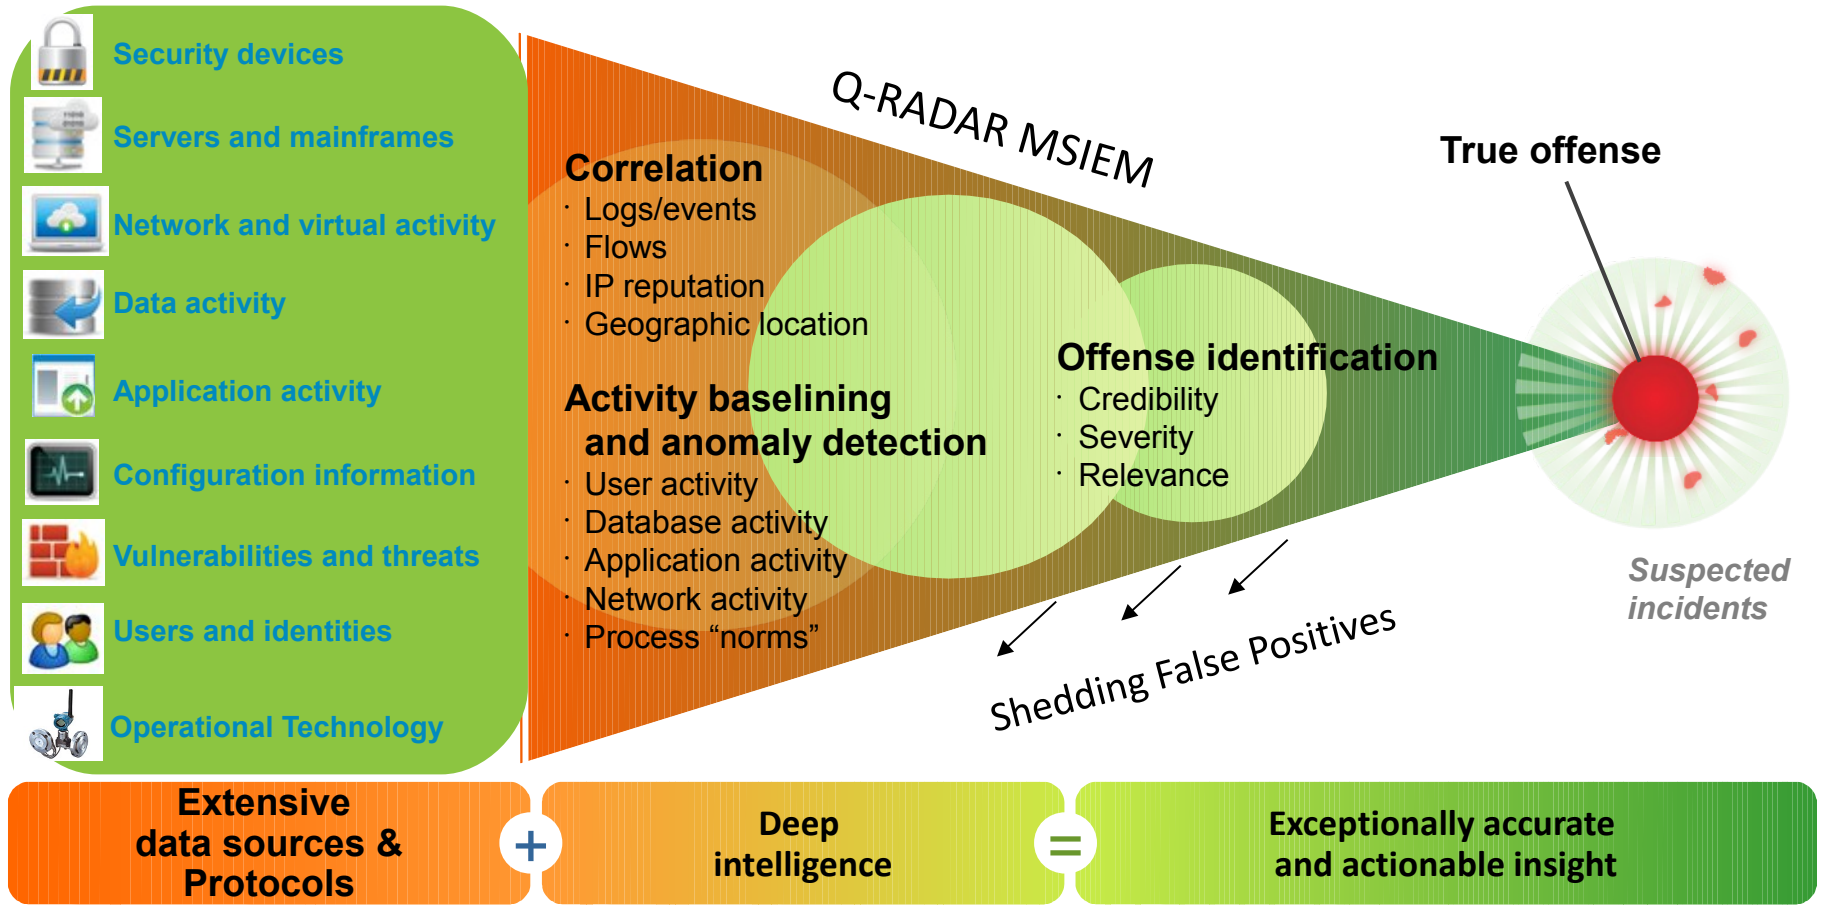 Security devices
Servers and mainframes
Network and virtual activity
Data activity
Application activity
Configuration information
Vulnerabilities and threats
Users and identities
Operational Technology
Q-RADAR MSIEM
Correlation
· Logs/events
· Flows
· IP reputation
· Geographic location
Activity baselining
and anomaly detection
· User activity
· Database activity
· Application activity
· Network activity
· Process “norms”
Offense identification
· Credibility
· Severity
· Relevance
True offense
Suspected
incidents
Shedding False Positives
Extensive
data sources &
Protocols
+
Deep
intelligence
=
Exceptionally accurate
and actionable insight